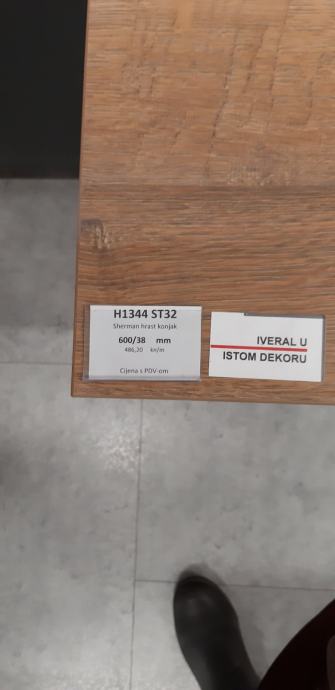 H1344 ST32
Sherman hrast konjak
600/38 mm
486,20 kn/m
Cijena s PDV-om
IVERAL U
ISTOM DEKORU